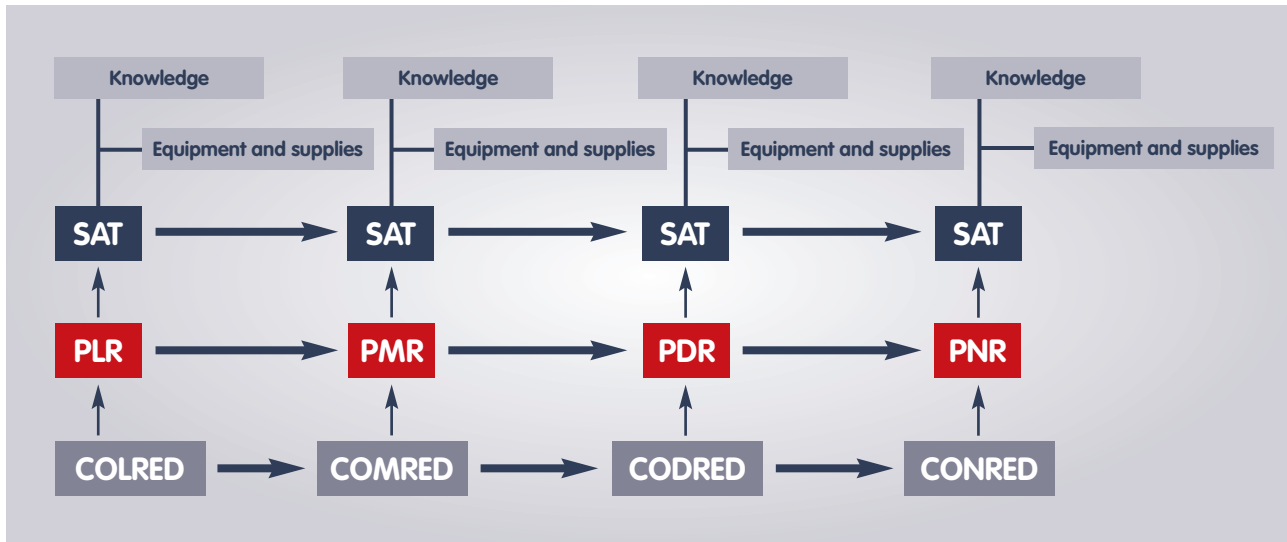 Knowledge
Knowledge
Knowledge
Knowledge
Equipment and supplies
Equipment and supplies
Equipment and supplies
Equipment and supplies
SAT
SAT
SAT
SAT
PLR
PMR
PDR
PNR
COLRED
COMRED
CODRED
CONRED